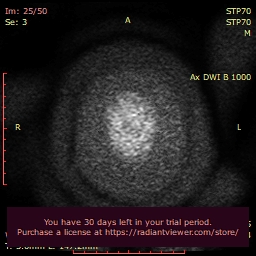 Im: 25/50
Se: 3
A
STP70
STP70
M
Ax DWI B 1000
R
L
You have 30 days left in your trial period.
Purchase a license at https://radiantviewer.com/store/